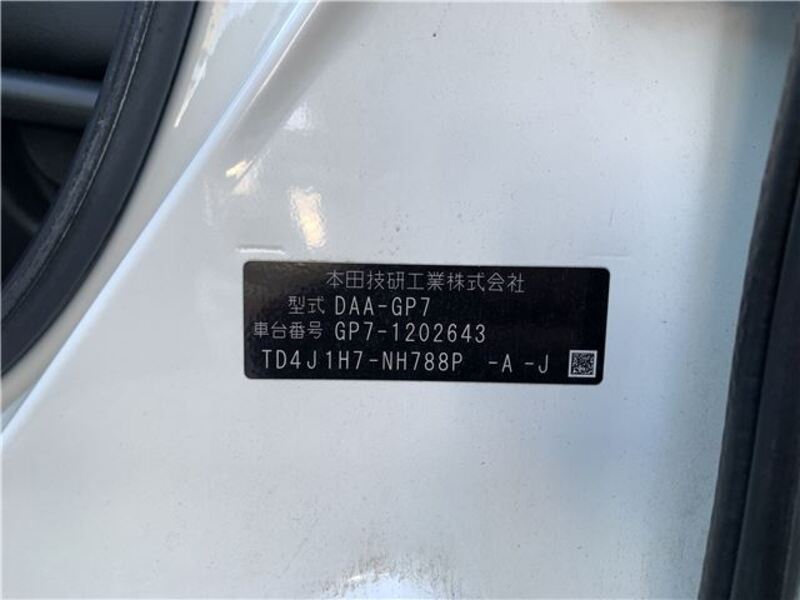 本田技研工業株式会社
型式 DAA-GP7
車台番号 GP7-1202643
TD4J1H7-NH788P -A -J